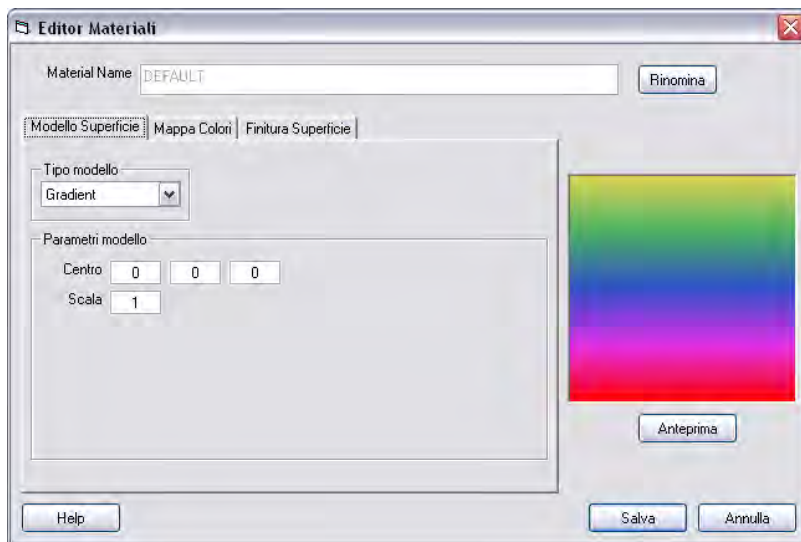 Editor Materiali
Material Name DEFAULT Rinomina
Modello Superficie Mappa Colori Finitura Superficie
Tipo modello
Gradient
Parametri modello
Centro 0 0 0
Scala 1
Anteprima
Help Salva Annulla